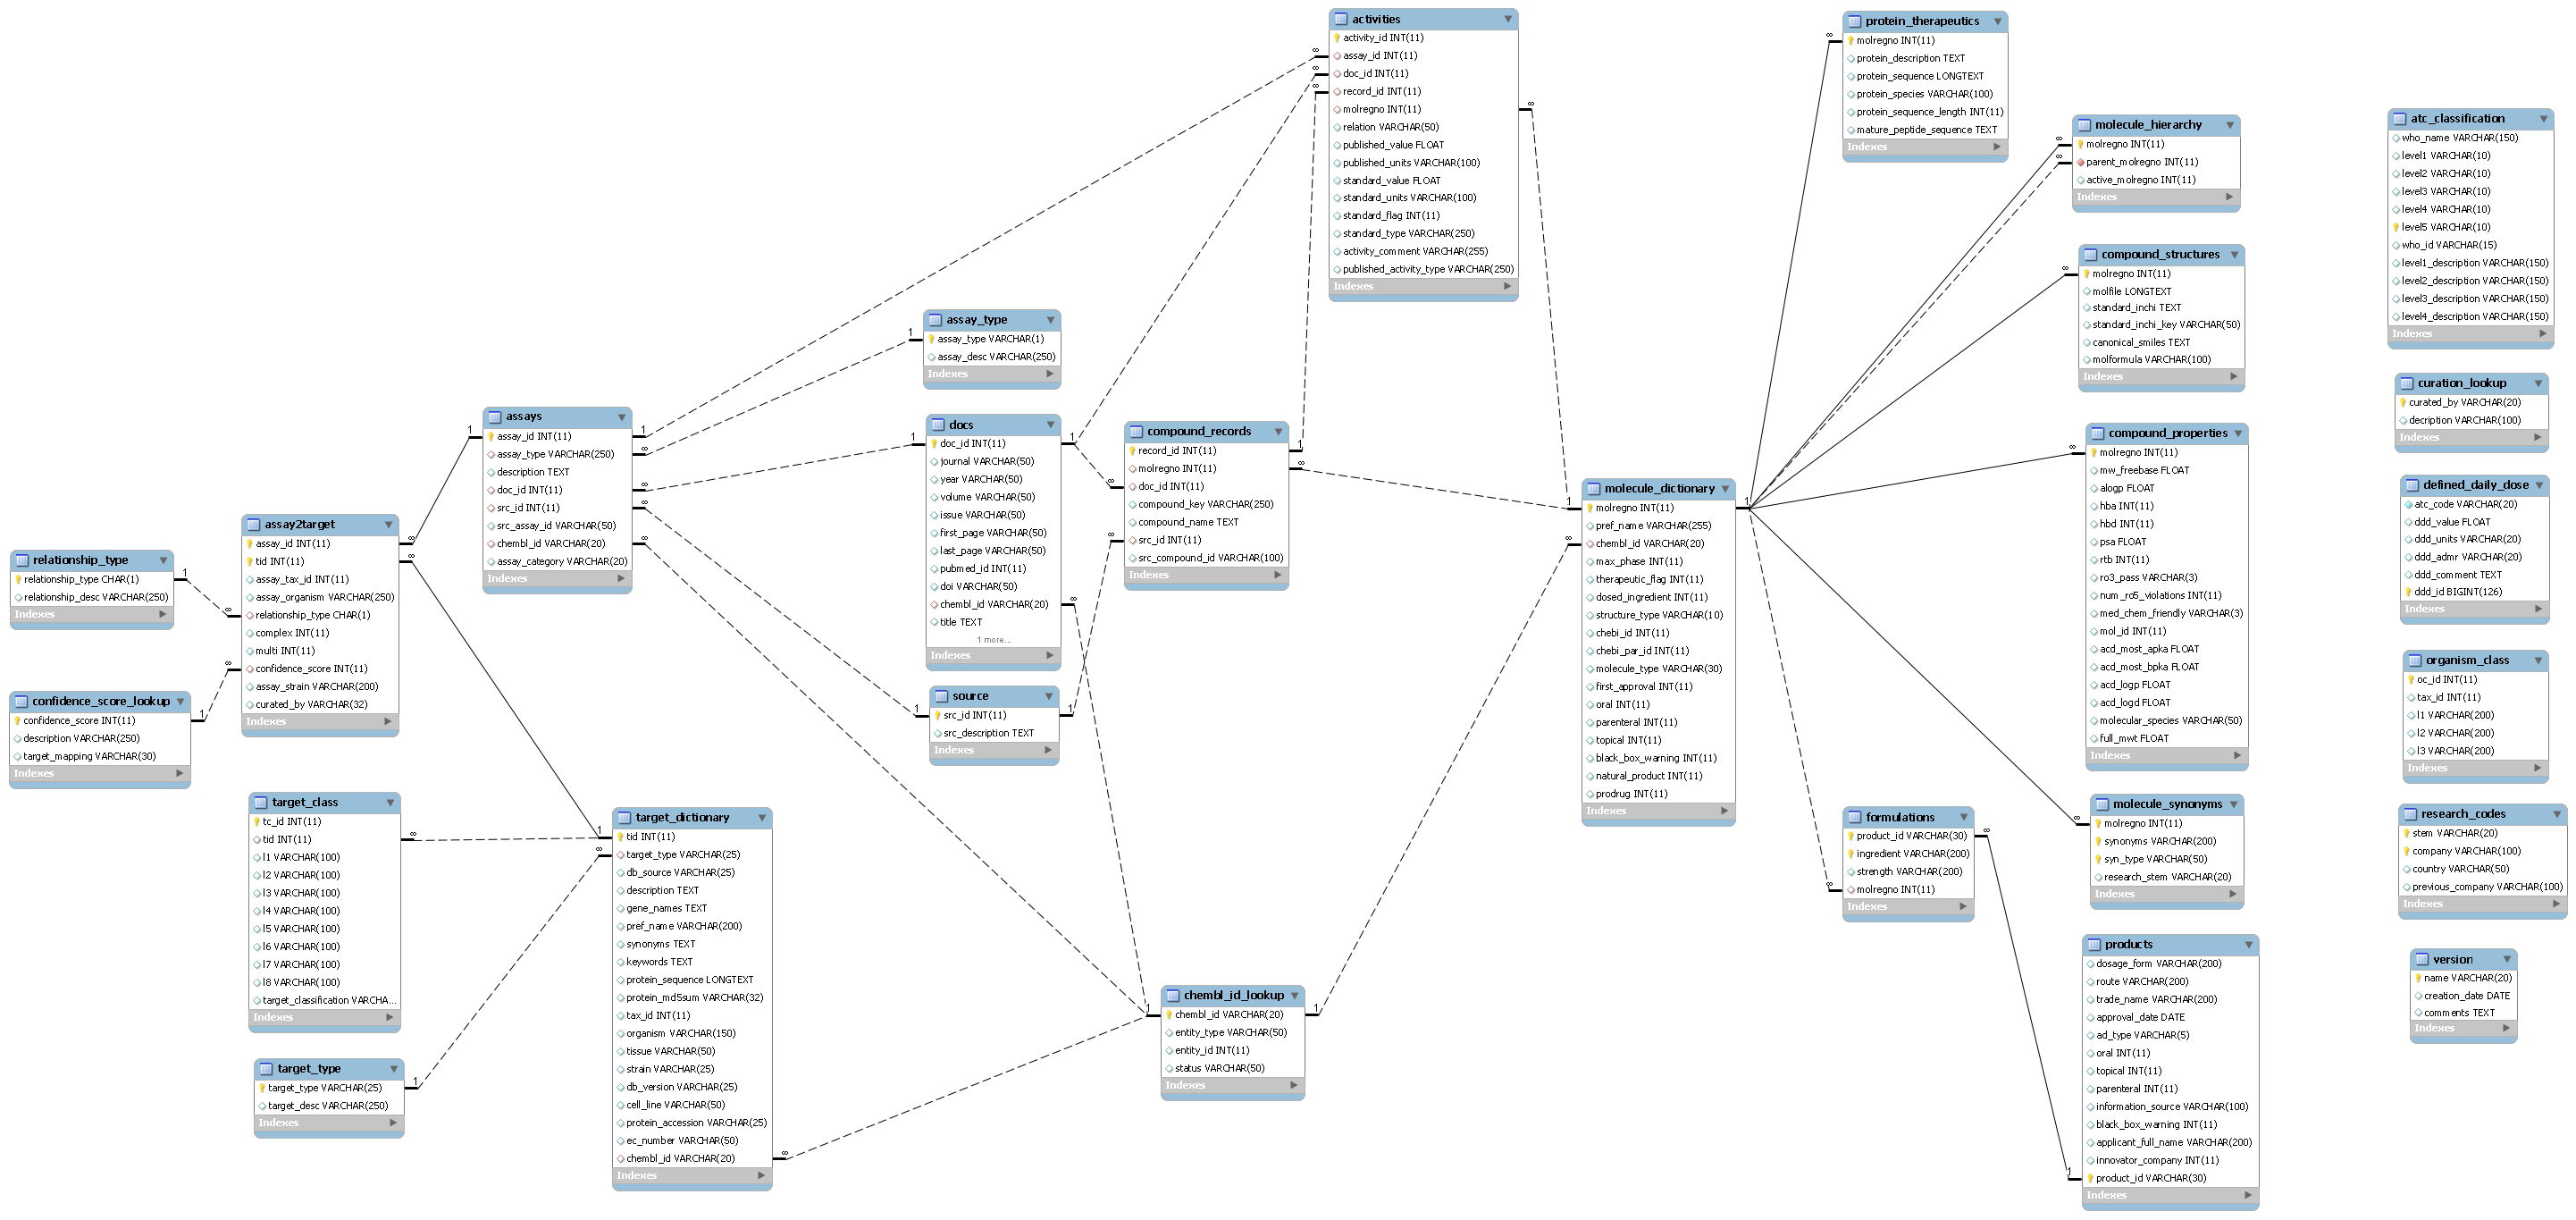 activities
activity_id INT(11)
assay_id INT(11)
doc_id INT(11)
record_id INT(11)
molregno INT(11)
relation VARCHAR(50)
published_value FLOAT
published_units VARCHAR(100)
standard_value FLOAT
standard_units VARCHAR(100)
standard_flag INT(11)
standard_type VARCHAR(250)
activity_comment VARCHAR(255)
published_activity_type VARCHAR(250)
Indexes
protein_therapeutics
molregno INT(11)
protein_description TEXT
protein_sequence LONGTEXT
protein_species VARCHAR(100)
protein_sequence_length INT(11)
mature_peptide_sequence TEXT
Indexes
molecule_hierarchy
molregno INT(11)
parent_molregno INT(11)
active_molregno INT(11)
Indexes
atc_classification
who_name VARCHAR(150)
level1 VARCHAR(10)
level2 VARCHAR(10)
level3 VARCHAR(10)
level4 VARCHAR(10)
level5 VARCHAR(10)
who_id VARCHAR(15)
level1_description VARCHAR(150)
level2_description VARCHAR(150)
level3_description VARCHAR(150)
level4_description VARCHAR(150)
Indexes
compound_structures
molregno INT(11)
molfile LONGTEXT
standard_inchi TEXT
standard_inchi_key VARCHAR(50)
canonical_smiles TEXT
molformula VARCHAR(100)
Indexes
assay_type
assay_type VARCHAR(1)
assay_desc VARCHAR(250)
Indexes
curation_lookup
curated_by VARCHAR(20)
decription VARCHAR(100)
Indexes
assays
assay_id INT(11)
assay_type VARCHAR(250)
description TEXT
doc_id INT(11)
src_id INT(11)
src_assay_id VARCHAR(50)
chembl_id VARCHAR(20)
assay_category VARCHAR(20)
Indexes
docs
doc_id INT(11)
journal VARCHAR(50)
year VARCHAR(50)
volume VARCHAR(50)
issue VARCHAR(50)
first_page VARCHAR(50)
last_page VARCHAR(50)
pubmed_id INT(11)
doi VARCHAR(50)
chembl_id VARCHAR(20)
title TEXT
1 more...
Indexes
compound_records
record_id INT(11)
molregno INT(11)
doc_id INT(11)
compound_key VARCHAR(250)
compound_name TEXT
src_id INT(11)
src_compound_id VARCHAR(100)
Indexes
compound_properties
molregno INT(11)
mw_freebase FLOAT
alogp FLOAT
hba INT(11)
hbd INT(11)
psa FLOAT
rtb INT(11)
ro3_pass VARCHAR(3)
num_ro5_violations INT(11)
med_chem_friendly VARCHAR(3)
mol_id INT(11)
acd_most_apka FLOAT
acd_most_bpka FLOAT
acd_logp FLOAT
acd_logd FLOAT
molecular_species VARCHAR(50)
full_mwt FLOAT
Indexes
defined_daily_dose
atc_code VARCHAR(20)
ddd_value FLOAT
ddd_units VARCHAR(20)
ddd_admr VARCHAR(20)
ddd_comment TEXT
ddd_id BIGINT(126)
Indexes
molecule_dictionary
molregno INT(11)
pref_name VARCHAR(255)
chembl_id VARCHAR(20)
max_phase INT(11)
therapeutic_flag INT(11)
dosed_ingredient INT(11)
structure_type VARCHAR(10)
chebi_id INT(11)
chebi_par_id INT(11)
molecule_type VARCHAR(30)
first_approval INT(11)
oral INT(11)
parenteral INT(11)
topical INT(11)
black_box_warning INT(11)
natural_product INT(11)
prodrug INT(11)
Indexes
assay2target
assay_id INT(11)
tid INT(11)
assay_tax_id INT(11)
assay_organism VARCHAR(250)
relationship_type CHAR(1)
complex INT(11)
multi INT(11)
confidence_score INT(11)
assay_strain VARCHAR(200)
curated_by VARCHAR(32)
Indexes
relationship_type
relationship_type CHAR(1)
relationship_desc VARCHAR(250)
Indexes
organism_class
oc_id INT(11)
tax_id INT(11)
l1 VARCHAR(200)
l2 VARCHAR(200)
l3 VARCHAR(200)
Indexes
source
src_id INT(11)
src_description TEXT
Indexes
confidence_score_lookup
confidence_score INT(11)
description VARCHAR(250)
target_mapping VARCHAR(30)
Indexes
target_class
tc_id INT(11)
tid INT(11)
l1 VARCHAR(100)
l2 VARCHAR(100)
l3 VARCHAR(100)
l4 VARCHAR(100)
l5 VARCHAR(100)
l6 VARCHAR(100)
l7 VARCHAR(100)
l8 VARCHAR(100)
target_classification VARCHA...
Indexes
target_dictionary
tid INT(11)
target_type VARCHAR(25)
db_source VARCHAR(25)
description TEXT
gene_names TEXT
pref_name VARCHAR(200)
synonyms TEXT
keywords TEXT
protein_sequence LONGTEXT
protein_md5sum VARCHAR(32)
tax_id INT(11)
organism VARCHAR(150)
tissue VARCHAR(50)
strain VARCHAR(25)
db_version VARCHAR(25)
cell_line VARCHAR(50)
protein_accession VARCHAR(25)
ec_number VARCHAR(50)
chembl_id VARCHAR(20)
Indexes
formulations
product_id VARCHAR(30)
ingredient VARCHAR(200)
strength VARCHAR(200)
molregno INT(11)
Indexes
molecule_synonyms
molregno INT(11)
synonyms VARCHAR(200)
syn_type VARCHAR(50)
research_stem VARCHAR(20)
Indexes
research_codes
stem VARCHAR(20)
company VARCHAR(100)
country VARCHAR(50)
previous_company VARCHAR(100)
Indexes
products
dosage_form VARCHAR(200)
route VARCHAR(200)
trade_name VARCHAR(200)
approval_date DATE
ad_type VARCHAR(5)
oral INT(11)
topical INT(11)
parenteral INT(11)
information_source VARCHAR(100)
black_box_warning INT(11)
applicant_full_name VARCHAR(200)
innovator_company INT(11)
product_id VARCHAR(30)
Indexes
version
name VARCHAR(20)
creation_date DATE
comments TEXT
Indexes
chembl_id_lookup
chembl_id VARCHAR(20)
entity_type VARCHAR(50)
entity_id INT(11)
status VARCHAR(50)
Indexes
target_type
target_type VARCHAR(25)
target_desc VARCHAR(250)
Indexes